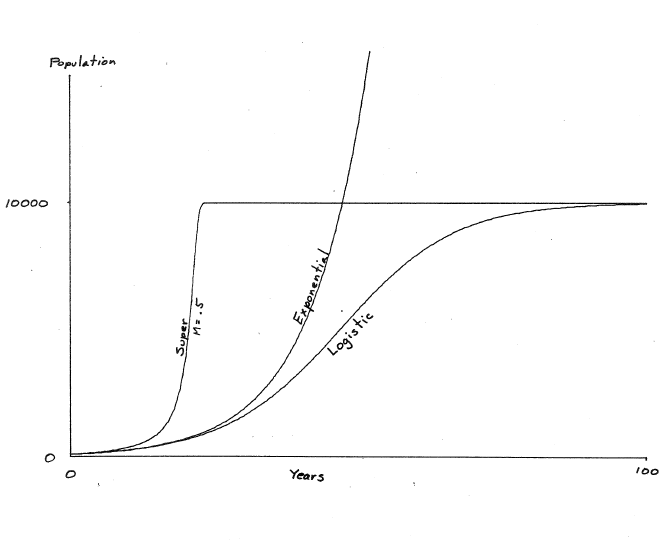 Population
10000
Super
M=.5
Exponential
Logistic
0
0
Years
100